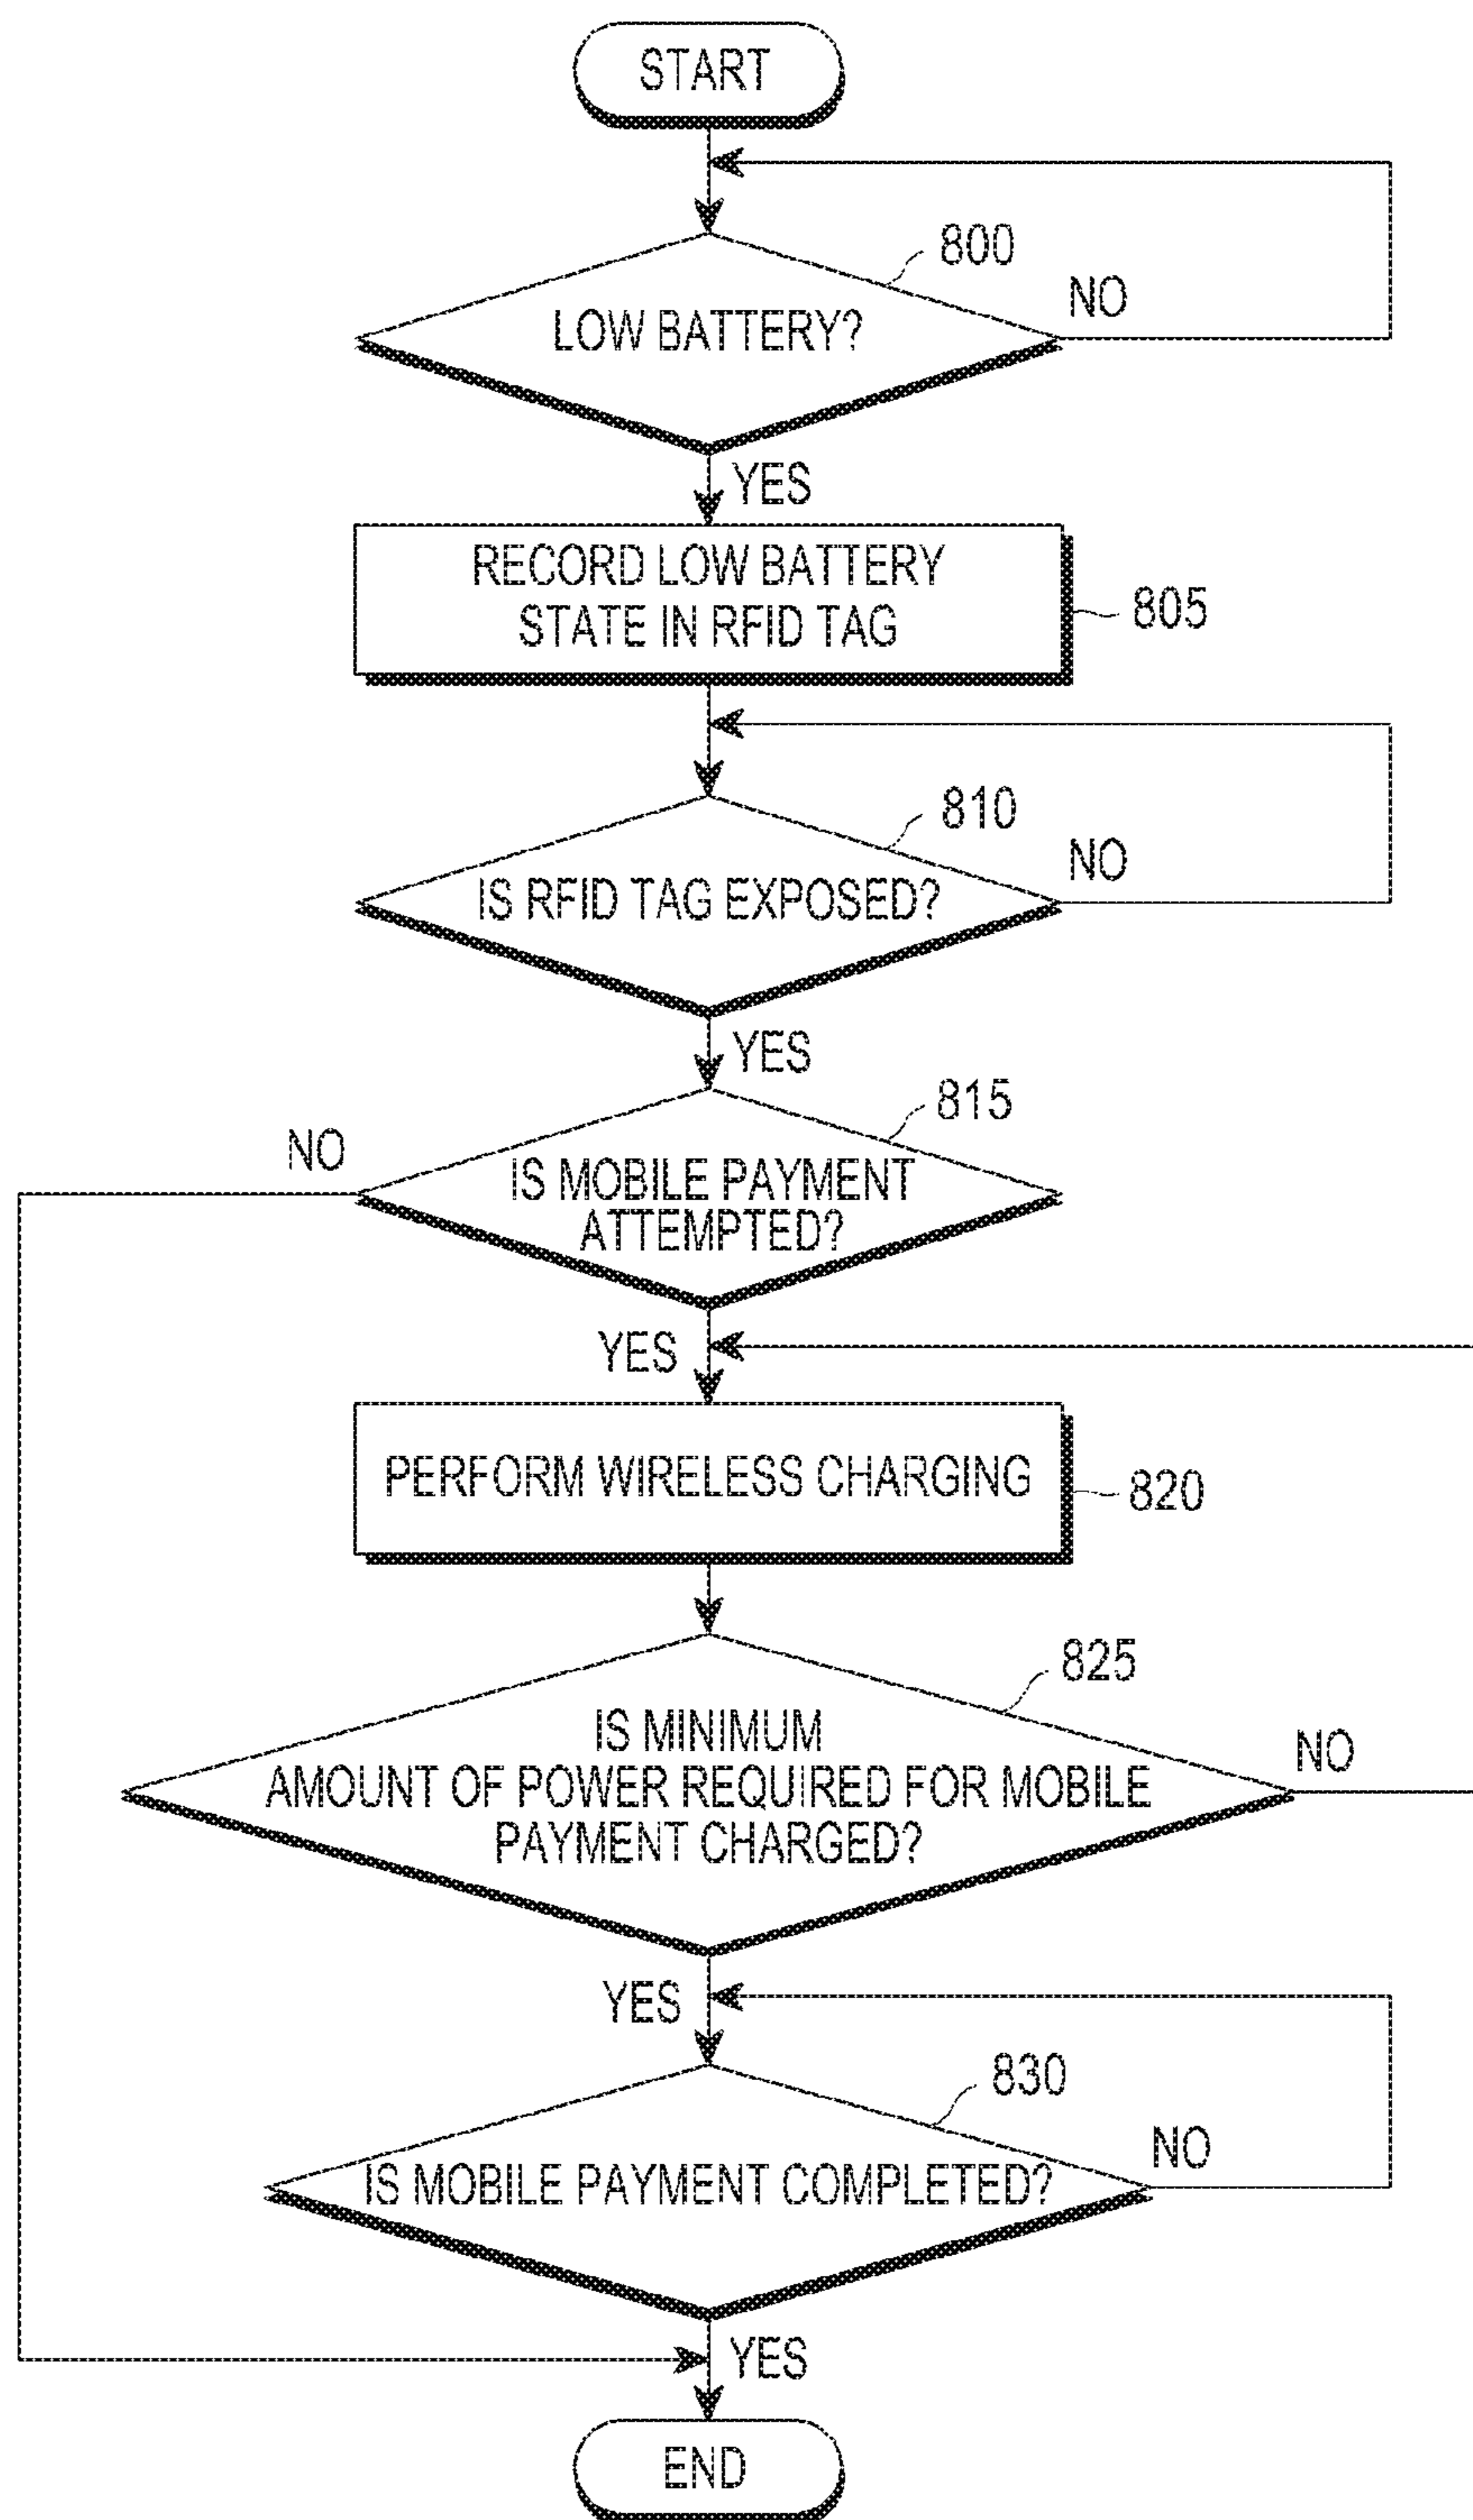 START
800
LOW BATTERY?
NO
YES
RECORD LOW BATTERY
STATE IN RFID TAG
805
810
IS RFID TAG EXPOSED?
NO
YES
815
NO
IS MOBILE PAYMENT
ATTEMPTED?
YES
PERFORM WIRELESS CHARGING
820
825
IS MINIMUM
AMOUNT OF POWER REQUIRED FOR MOBILE
PAYMENT CHARGED?
NO
YES
830
IS MOBILE PAYMENT COMPLETED?
NO
YES
END